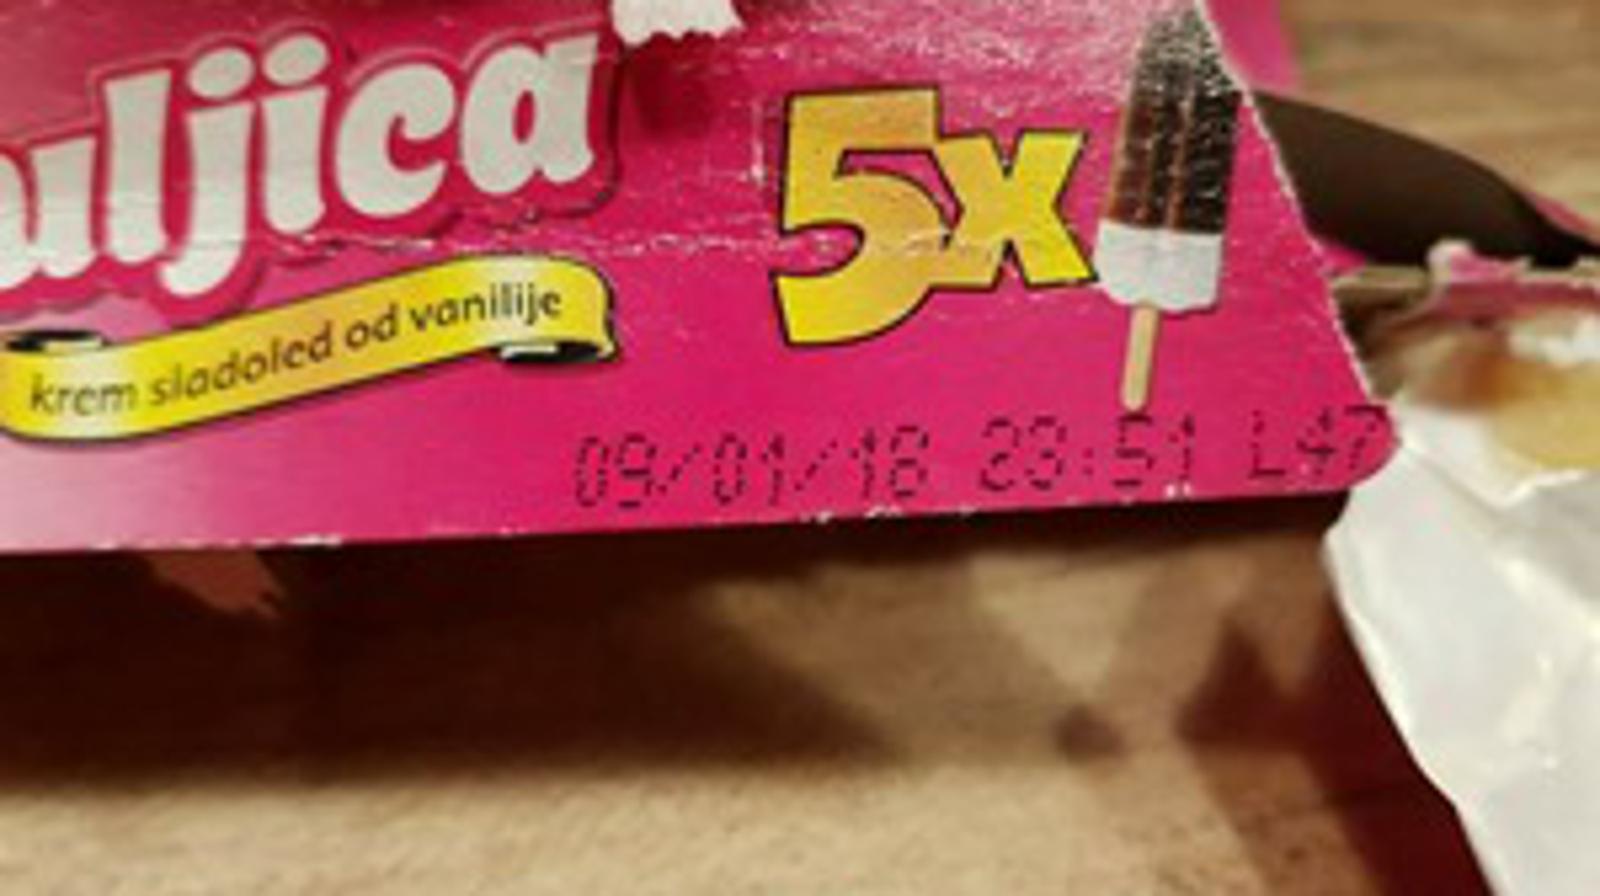 uljica
5x
krem sladoled od vanilije
09/01/18 23:51 L47